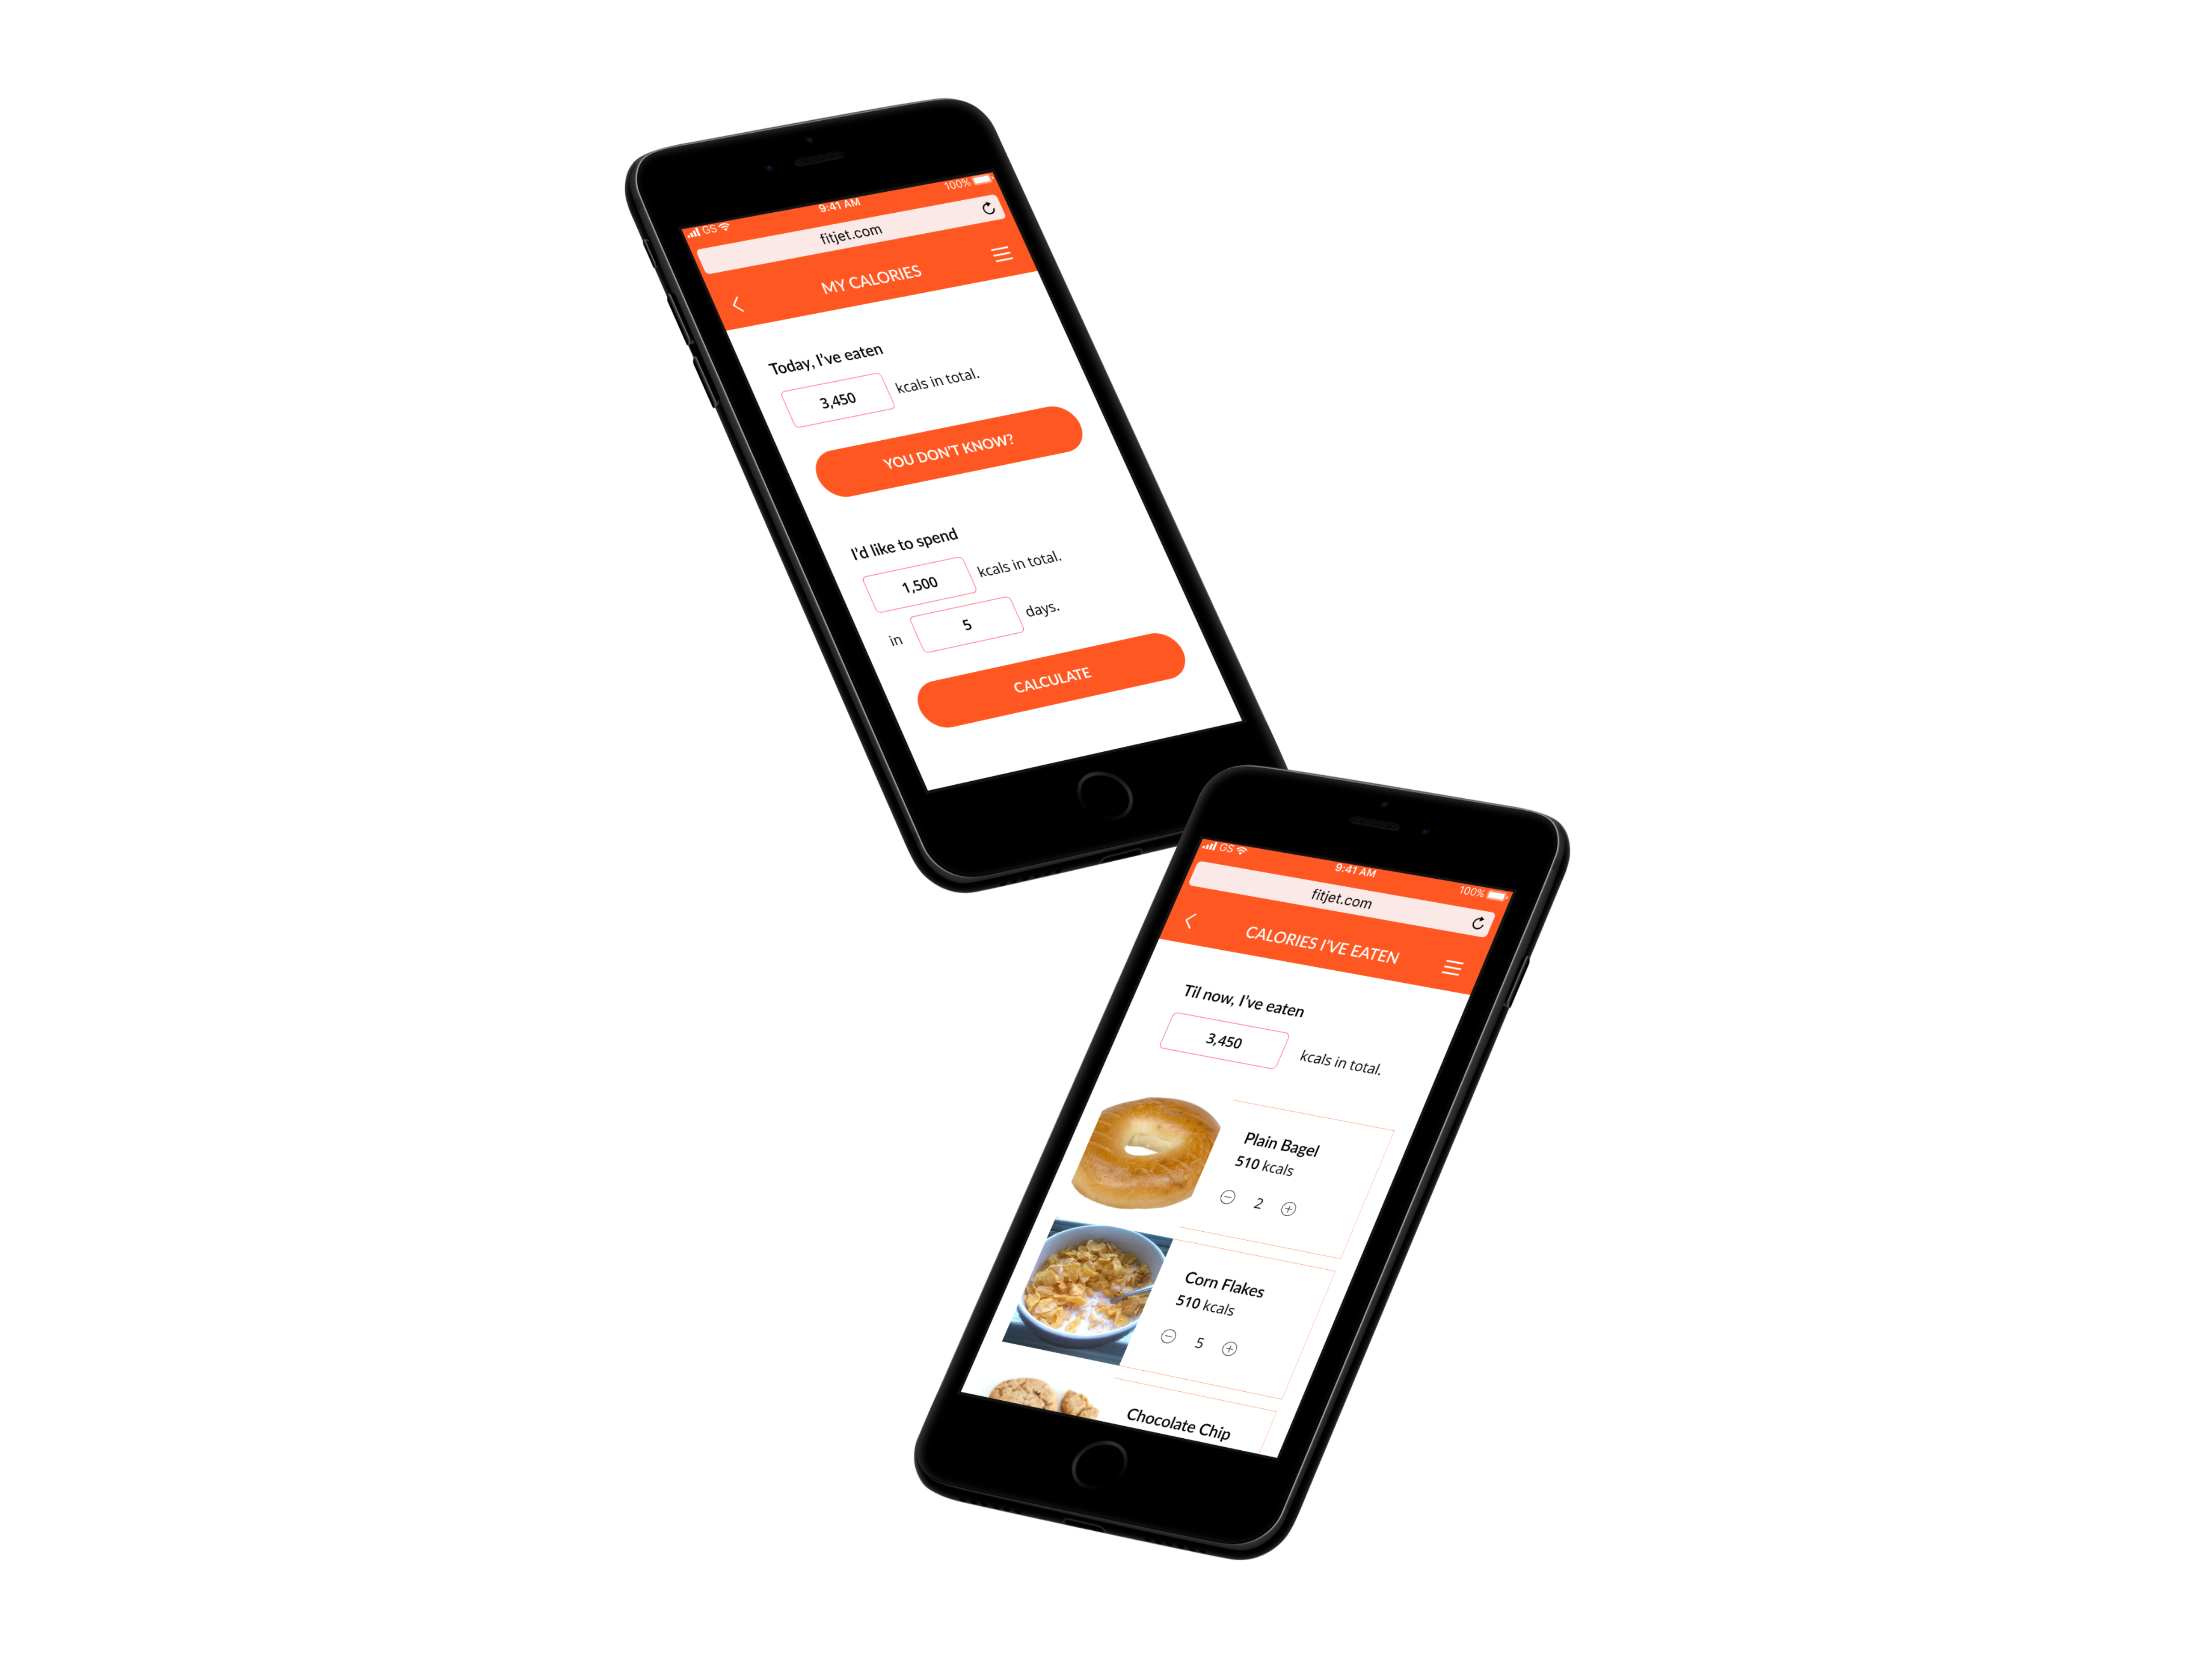 GS 9:41 AM 100%
fitjet.com
MY CALORIES
Today, I've eaten
3,450 kcals in total.
YOU DON'T KNOW?
I'd like to spend
1,500 kcals in total.
in 5 days.
CALCULATE
GS 9:41 AM 100%
fitjet.com
CALORIES I'VE EATEN
Til now, I've eaten
3,450 kcals in total.
Plain Bagel
510 kcals
2
Corn Flakes
510 kcals
5
Chocolate Chip